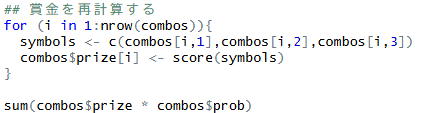 ## 賞金を再計算する
for (i in 1:nrow(combos)){
  symbols <- c(combos[i,1],combos[i,2],combos[i,3])
  combos$prize[i] <- score(symbols)
}
sum(combos$prize * combos$prob)